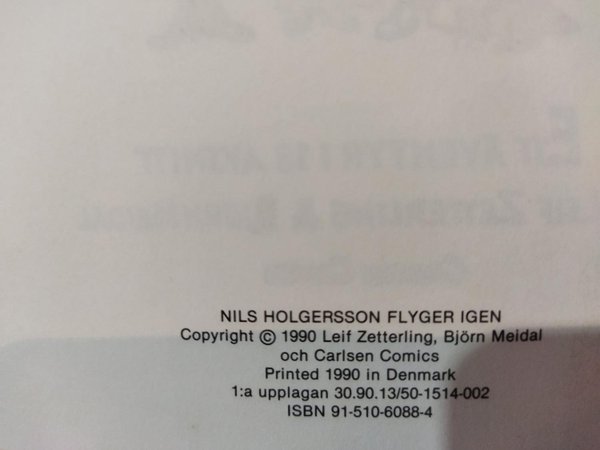 NILS HOLGERSSON FLYGER IGEN
Copyright © 1990 Leif Zetterling, Björn Meidal
och Carlsen Comics
Printed 1990 in Denmark
1:a upplagan 30.90.13/50-1514-002
ISBN 91-510-6088-4